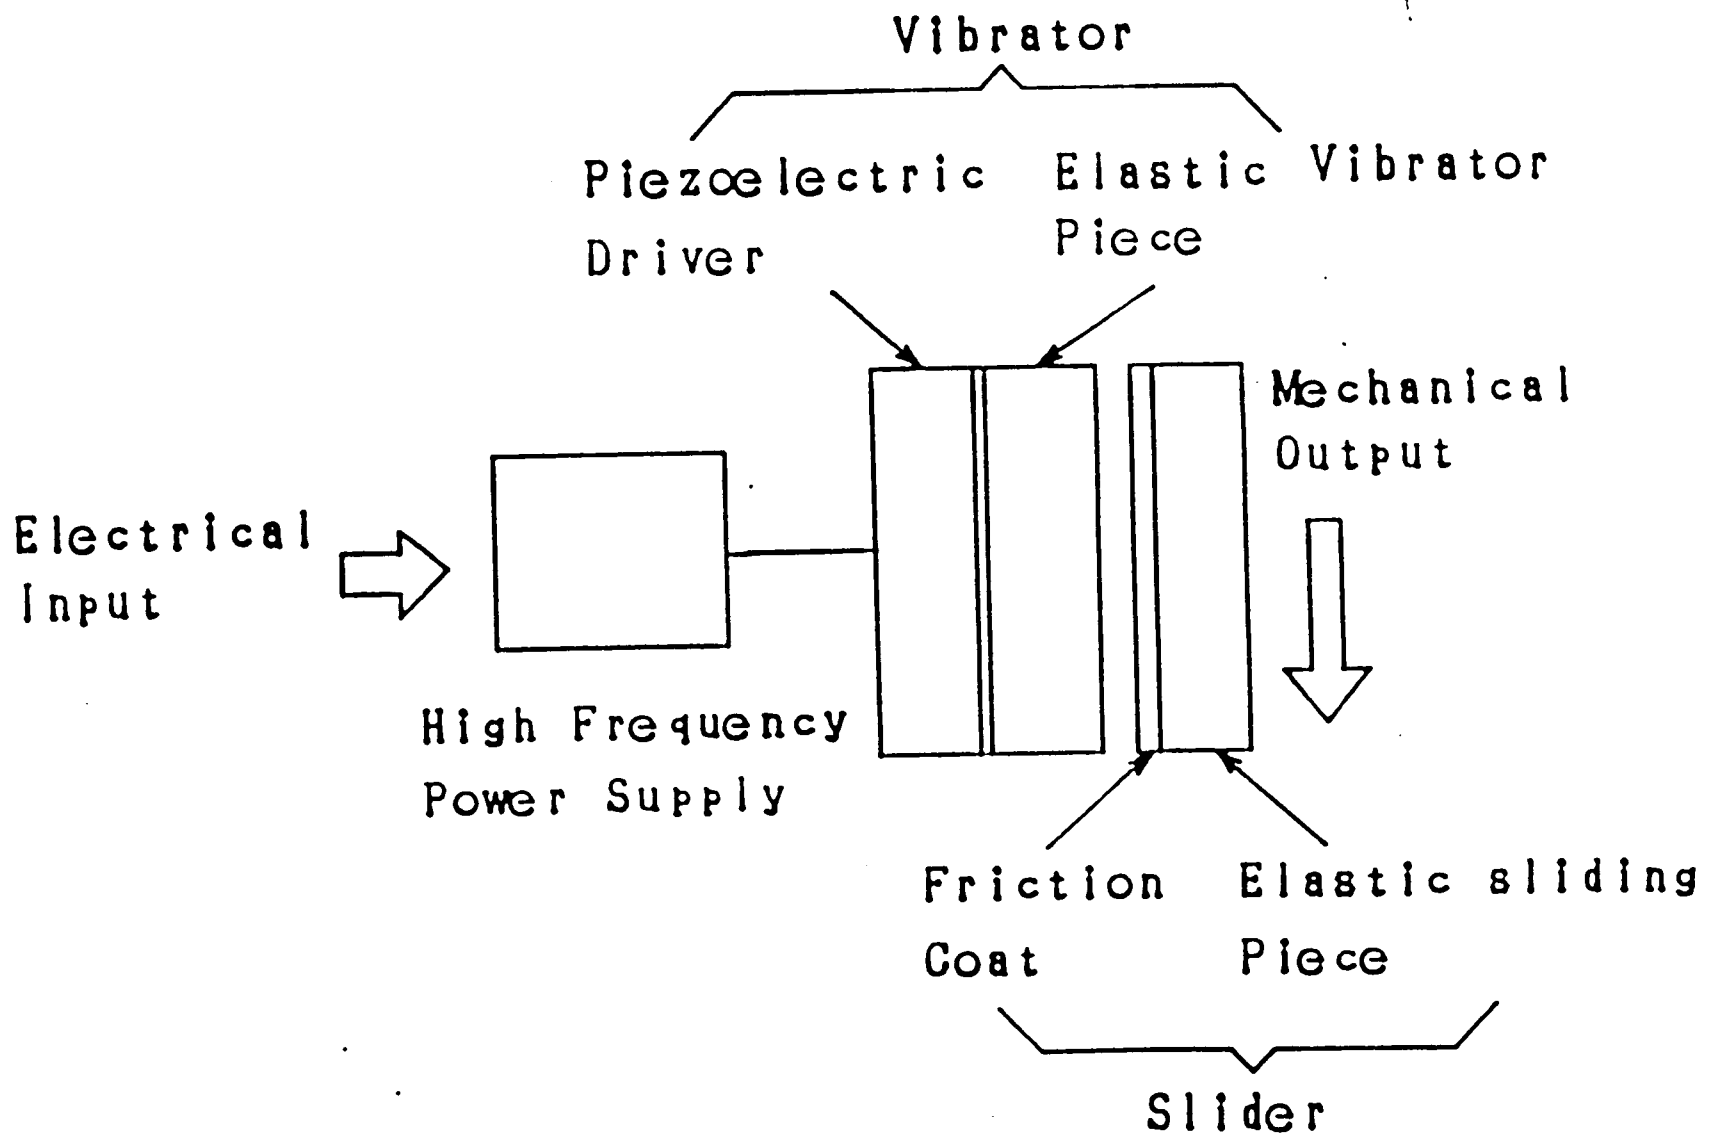 Vibrator
Piezoelectric
Driver
Elastic
Piece
Vibrator
Mechanical
Output
Electrical
Input
High Frequency
Power Supply
Friction
Coat
Elastic sliding
Piece
Slider